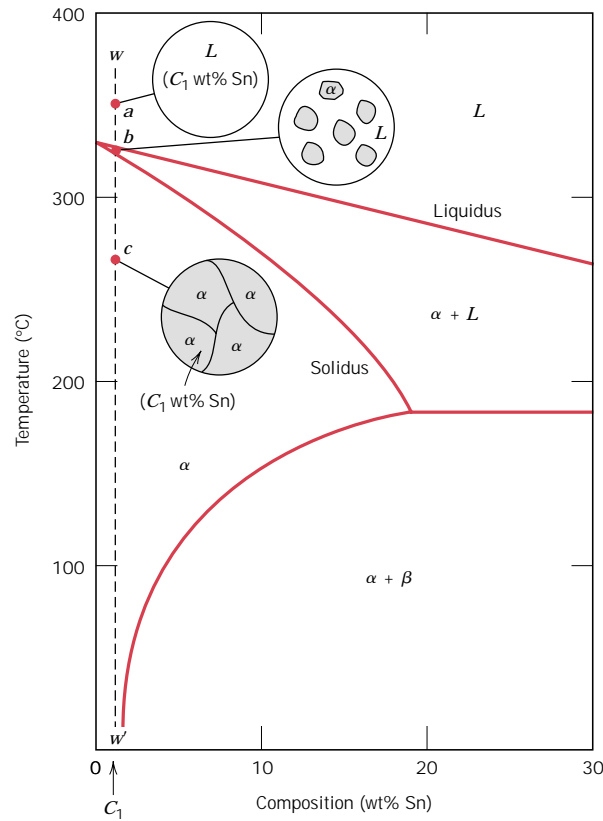 400
w
L
(C₁ wt% Sn)
a
α
L
L
b
300
Liquidus
c
α
α
α + L
α
α
Solidus
200
(C₁ wt% Sn)
Temperature (°C)
α
100
α + β
w′
0
10
20
30
C₁
Composition (wt% Sn)